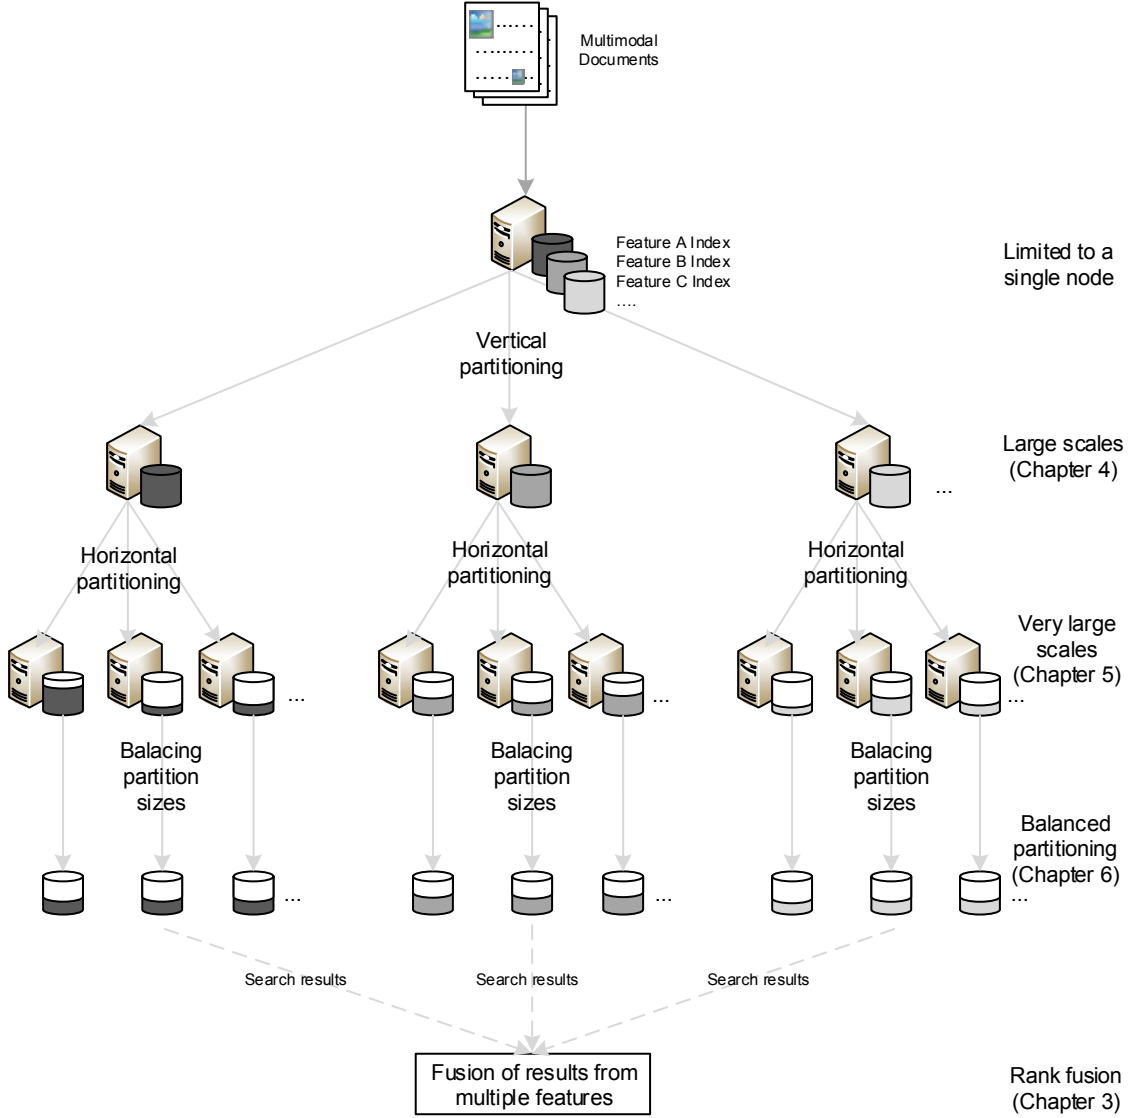 Multimodal
Documents
Feature A Index
Feature B Index
Feature C Index
....
Limited to a
single node
Vertical
partitioning
Large scales
(Chapter 4)
...
Horizontal
partitioning
Horizontal
partitioning
Horizontal
partitioning
Very large
scales
(Chapter 5)
...
...
...
Balacing
partition
sizes
Balacing
partition
sizes
Balacing
partition
sizes
Balanced
partitioning
(Chapter 6)
...
...
...
Search results
Search results
Search results
Fusion of results from
multiple features
Rank fusion
(Chapter 3)